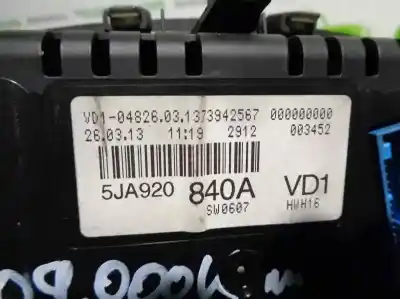 VD1-04826.03.1373942567 000000000
26.03.13 11:19 2912 003452
5JA920 840A VD1
SW0607 HWH16